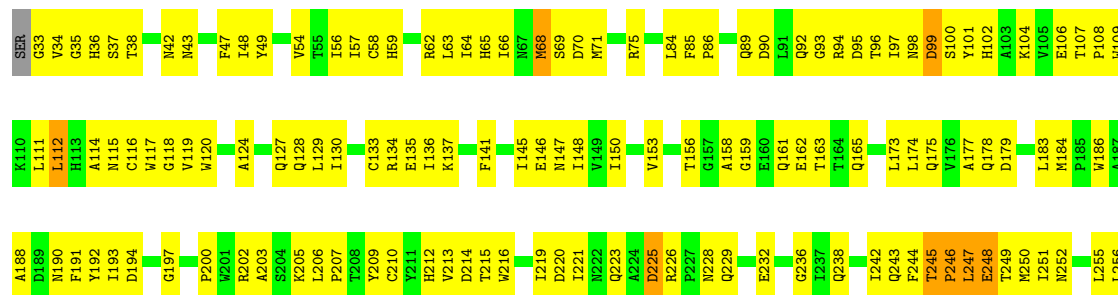 SER G33 V34 G35 H36 S37 T38 N42 N43 F47 I48 Y49 V54 T55 I56 I57 C58 H59 R62 L63 I64 H65 I66 N67 M68 S69 D70 M71 R75 L84 F85 P86 Q89 D90 L91 Q92 G93 R94 D95 T96 I97 N98 D99 S100 Y101 H102 A103 K104 V105 E106 T107 P108 W109
K110 L111 L112 H113 A114 N115 C116 W117 G118 V119 W120 A124 Q127 Q128 L129 I130 C133 R134 E135 I136 K137 F141 I145 E146 N147 I148 V149 I150 V153 T156 G157 A158 G159 E160 Q161 E162 T163 T164 Q165 L173 L174 Q175 V176 A177 Q178 D179 L183 M184 P185 W186 A187
A188 D189 N190 F191 Y192 I193 D194 G197 P200 W201 R202 A203 S204 K205 L206 P207 T208 Y209 C210 Y211 H212 V213 D214 T215 W216 I219 D220 I221 N222 Q223 A224 D225 R226 P227 N228 Q229 E232 G236 I237 Q238 I242 Q243 F244 T245 P246 L247 E248 T249 M250 I251 N252 L255 D256